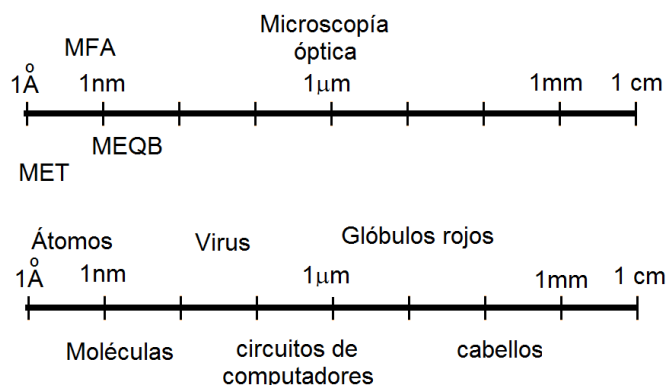 Microscopía
óptica
MFA
1Å 1nm 1µm 1mm 1 cm
MEQB
MET
Átomos Virus Glóbulos rojos
1Å 1nm 1µm 1mm 1 cm
Moléculas circuitos de cabellos
computadores